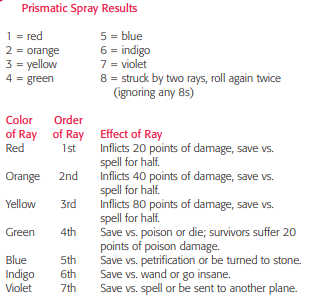 Prismatic Spray Results
1 = red 5 = blue
2 = orange 6 = indigo
3 = yellow 7 = violet
4 = green 8 = struck by two rays, roll again twice
(ignoring any 8s)
Color Order
of Ray of Ray Effect of Ray
Red 1st Inflicts 20 points of damage, save vs.
spell for half.
Orange 2nd Inflicts 40 points of damage, save vs.
spell for half.
Yellow 3rd Inflicts 80 points of damage, save vs.
spell for half.
Green 4th Save vs. poison or die; survivors suffer 20
points of poison damage.
Blue 5th Save vs. petrification or be turned to stone.
Indigo 6th Save vs. wand or go insane.
Violet 7th Save vs. spell or be sent to another plane.